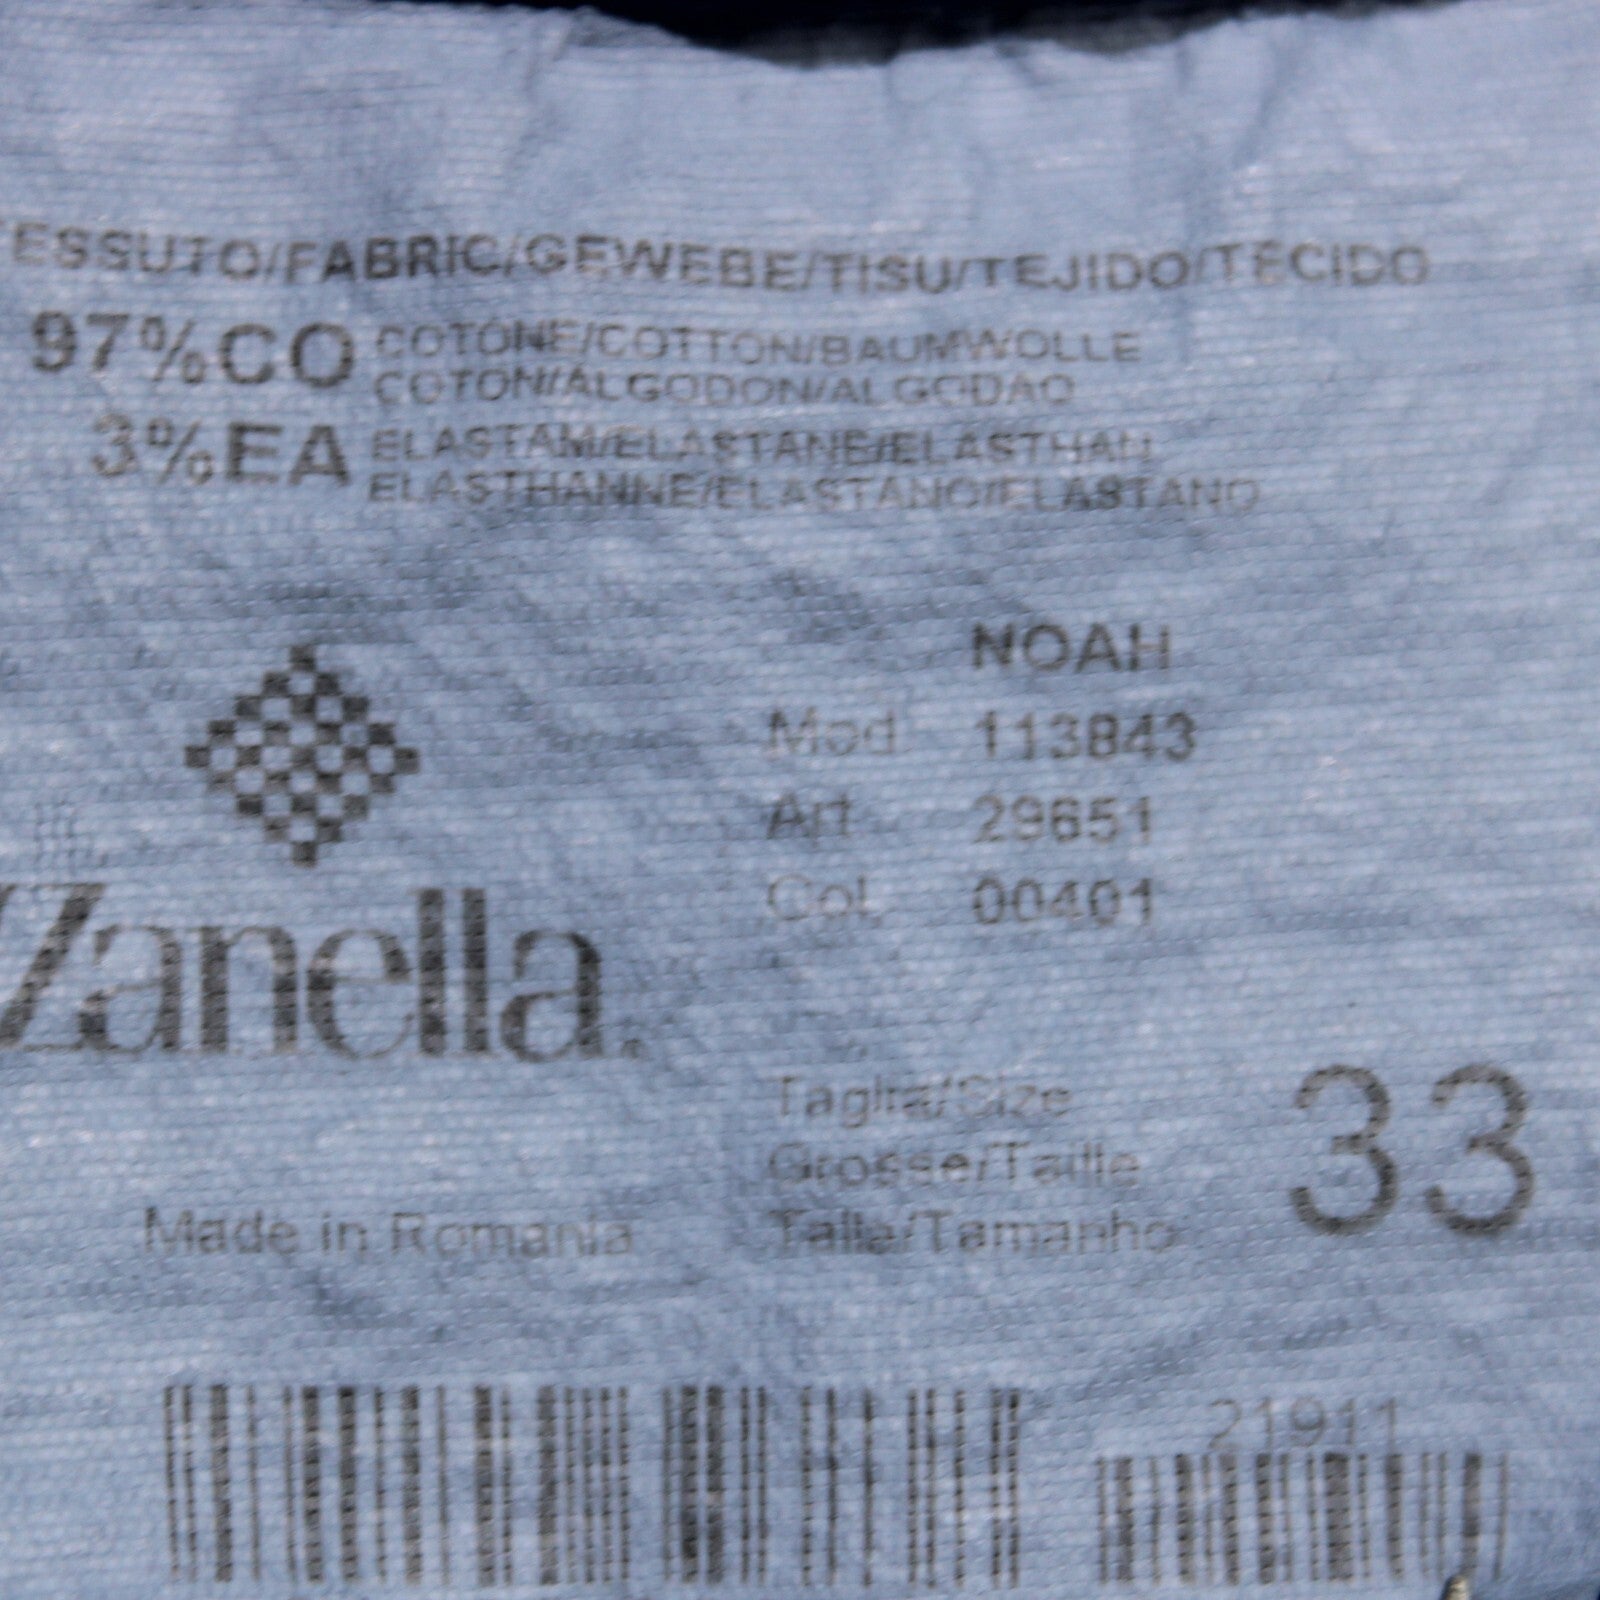 ESSUTO/FABRIC/GEWEBE/TISU/TEJIDO/TECIDO
97%CO COTONE/COTTON/BAUMWOLLE
COTON/ALGODON/ALGODAO
3%EA ELASTAM/ELASTANE/ELASTHAN
ELASTHANNE/ELASTANO/ELASTANO
NOAH
Mod. 113843
Art. 29651
Col. 00401
Zanella.
Taglia/Size
Grosse/Taille
Talla/Tamanho
33
Made in Romania
21911